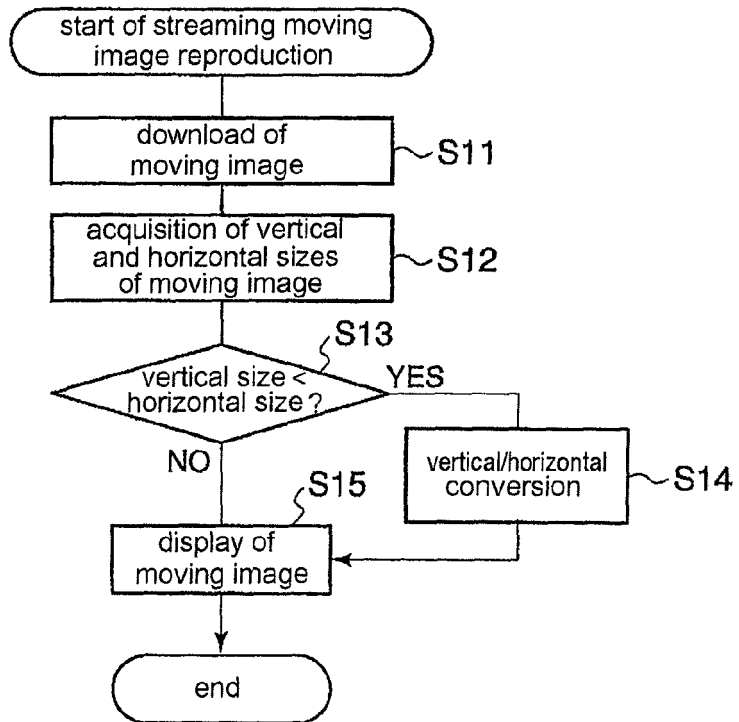 start of streaming moving
image reproduction
download of
moving image
S11
acquisition of vertical
and horizontal sizes
of moving image
S12
S13
vertical size <
horizontal size ?
YES
NO
vertical/horizontal
conversion
S14
S15
display of
moving image
end